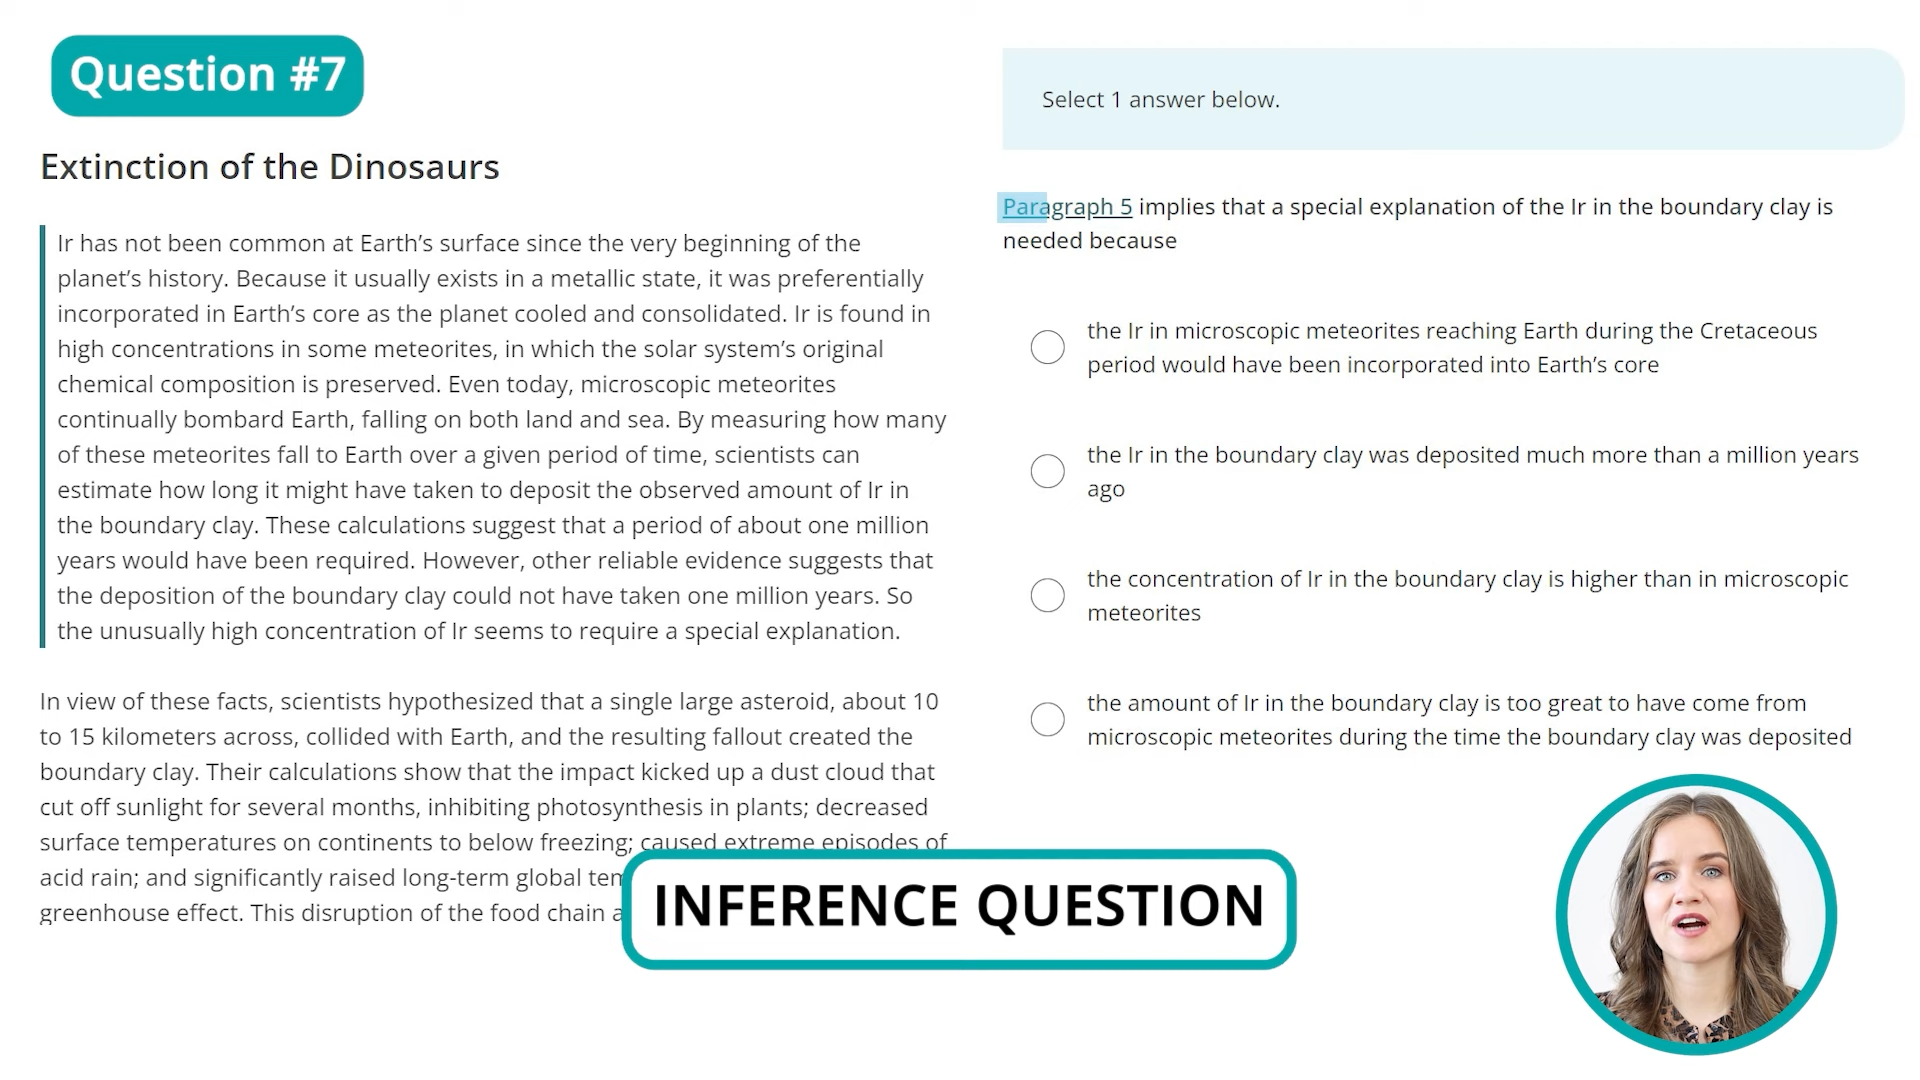 Question #7
Extinction of the Dinosaurs
Ir has not been common at Earth’s surface since the very beginning of the
planet’s history. Because it usually exists in a metallic state, it was preferentially
incorporated in Earth’s core as the planet cooled and consolidated. Ir is found in
high concentrations in some meteorites, in which the solar system’s original
chemical composition is preserved. Even today, microscopic meteorites
continually bombard Earth, falling on both land and sea. By measuring how many
of these meteorites fall to Earth over a given period of time, scientists can
estimate how long it might have taken to deposit the observed amount of Ir in
the boundary clay. These calculations suggest that a period of about one million
years would have been required. However, other reliable evidence suggests that
the deposition of the boundary clay could not have taken one million years. So
the unusually high concentration of Ir seems to require a special explanation.
In view of these facts, scientists hypothesized that a single large asteroid, about 10
to 15 kilometers across, collided with Earth, and the resulting fallout created the
boundary clay. Their calculations show that the impact kicked up a dust cloud that
cut off sunlight for several months, inhibiting photosynthesis in plants; decreased
surface temperatures on continents to below freezing; caused extreme episodes of
acid rain; and significantly raised long-term global
greenhouse effect. This disruption of the food chain
Select 1 answer below.
Paragraph 5 implies that a special explanation of the Ir in the boundary clay is
needed because
the Ir in microscopic meteorites reaching Earth during the Cretaceous
period would have been incorporated into Earth’s core
the Ir in the boundary clay was deposited much more than a million years
ago
the concentration of Ir in the boundary clay is higher than in microscopic
meteorites
the amount of Ir in the boundary clay is too great to have come from
microscopic meteorites during the time the boundary clay was deposited
INFERENCE QUESTION